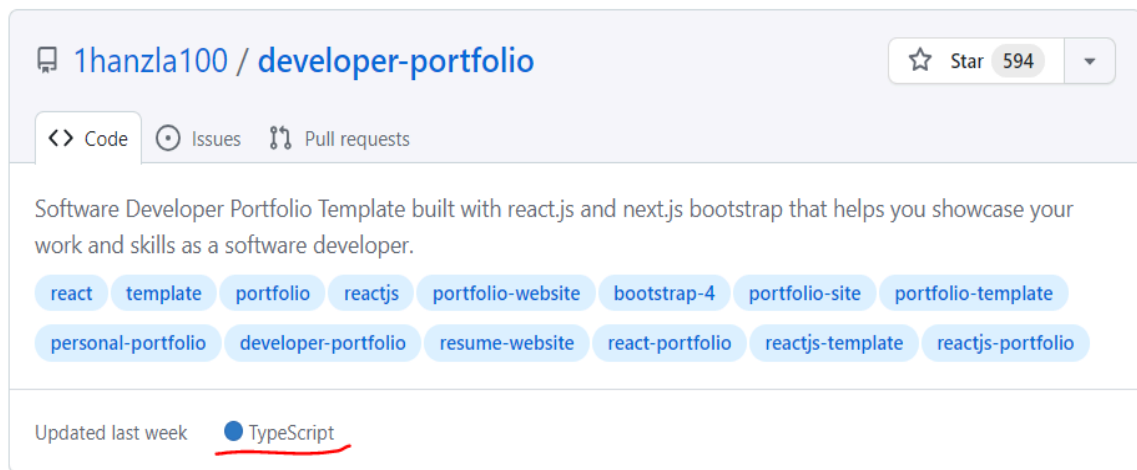 1hanzla100 / developer-portfolio
Star 594
Code Issues Pull requests
Software Developer Portfolio Template built with react.js and next.js bootstrap that helps you showcase your
work and skills as a software developer.
react template portfolio reactjs portfolio-website bootstrap-4 portfolio-site portfolio-template
personal-portfolio developer-portfolio resume-website react-portfolio reactjs-template reactjs-portfolio
Updated last week TypeScript